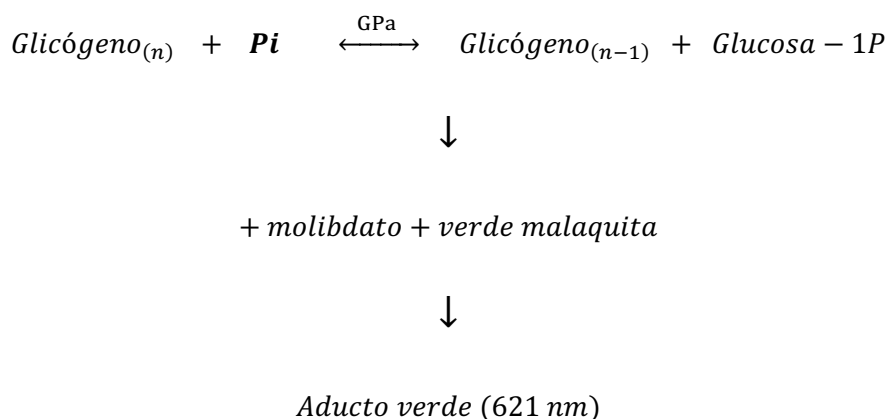 GPa
Glicógeno(n) + Pi ⟷ Glicógeno(n−1) + Glucosa − 1P
↓
+ molibdato + verde malaquita
↓
Aducto verde (621 nm)